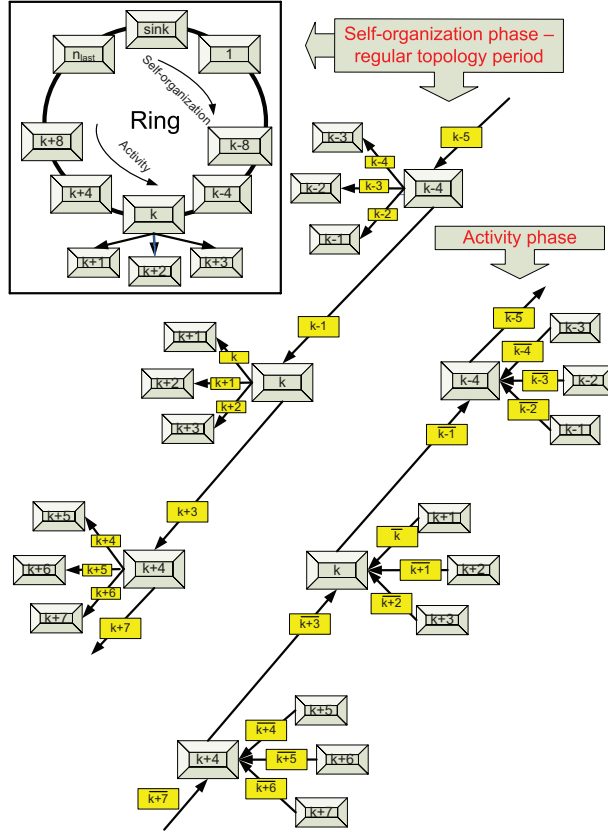 sink
n_last
1
Self-organization
Ring
k+8
k-8
Activity
k+4
k-4
k
k+1
k+2
k+3
Self-organization phase –
regular topology period
k-5
k-3
k-4
k-2
k-3
k-4
k-2
k-1
k-1
k+1
k
k+2
k+1
k
k+2
k+3
k+3
k+5
k+4
k+6
k+5
k+4
k+6
k+7
k+7
Activity phase
k̅-̅5̅
k-3
k̅-̅4̅
k-4
k̅-̅3̅
k-2
k̅-̅2̅
k-1
k̅-̅1̅
k+1
k̅
k
k̅+̅1̅
k+2
k̅+̅2̅
k+3
k̅+̅3̅
k+5
k̅+̅4̅
k+4
k̅+̅5̅
k+6
k̅+̅6̅
k+7
k̅+̅7̅